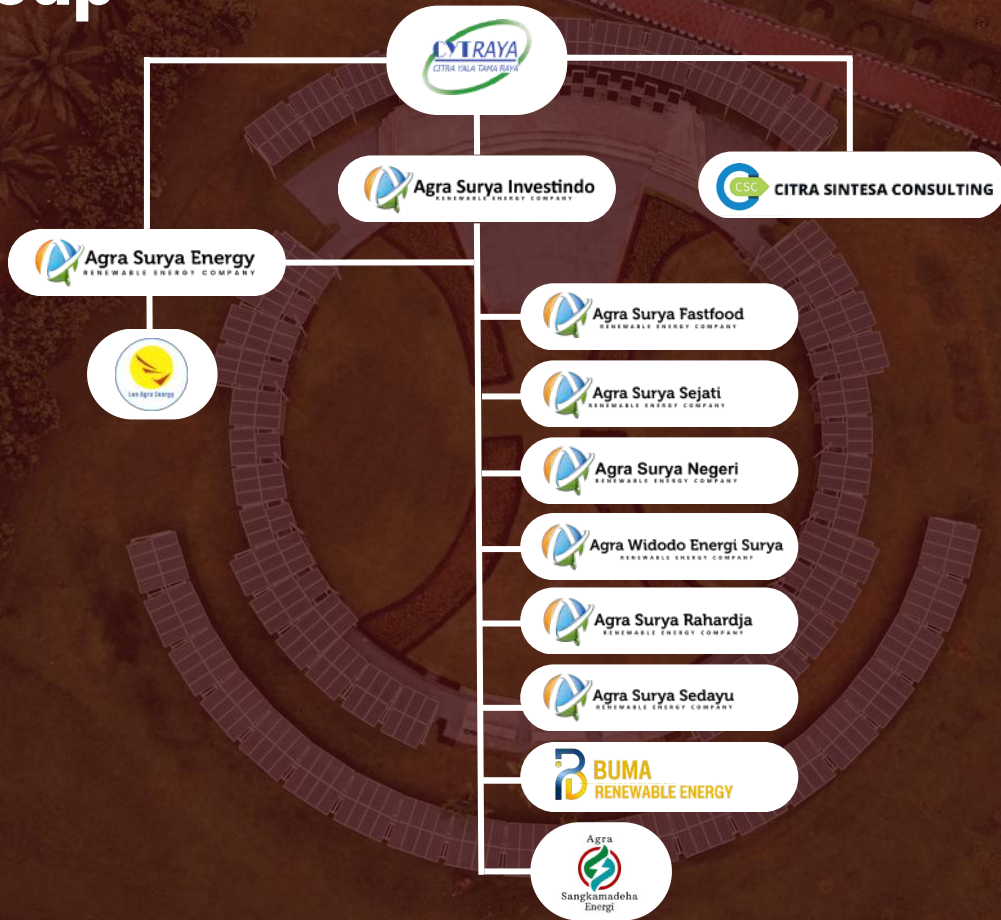 CYTRAYA
CITRA YALA TAMA RAYA
Agra Surya Investindo
RENEWABLE ENERGY COMPANY
CSC
CITRA SINTESA CONSULTING
Agra Surya Energy
RENEWABLE ENERGY COMPANY
Len Agra Energy
Agra Surya Fastfood
RENEWABLE ENERGY COMPANY
Agra Surya Sejati
RENEWABLE ENERGY COMPANY
Agra Surya Negeri
RENEWABLE ENERGY COMPANY
Agra Widodo Energi Surya
RENEWABLE ENERGY COMPANY
Agra Surya Rahardja
RENEWABLE ENERGY COMPANY
Agra Surya Sedayu
RENEWABLE ENERGY COMPANY
BUMA
RENEWABLE ENERGY
Agra
Sangkamadeha
Energi